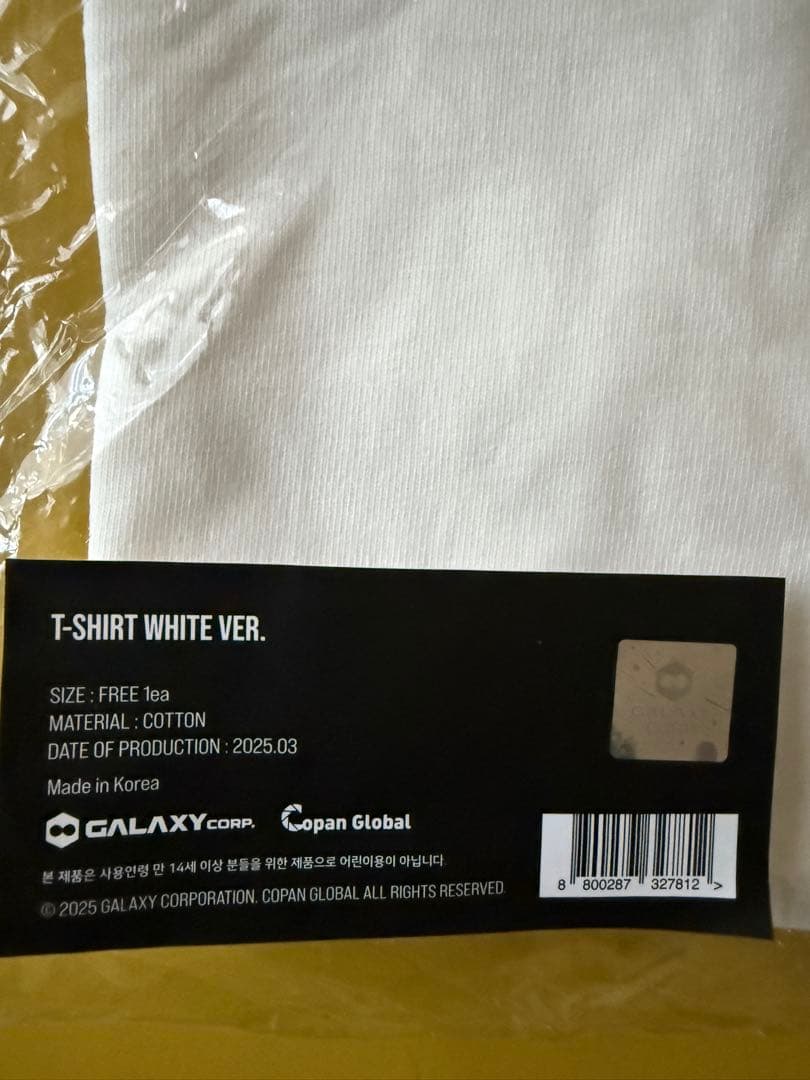 T-SHIRT WHITE VER.
SIZE : FREE 1ea
MATERIAL : COTTON
DATE OF PRODUCTION : 2025.03
Made in Korea
GALAXY CORP. Copan Global
본 제품은 사용연령 만 14세 이상 분들을 위한 제품으로 어린이용이 아닙니다.
© 2025 GALAXY CORPORATION. COPAN GLOBAL ALL RIGHTS RESERVED.
8 800287 327812 >